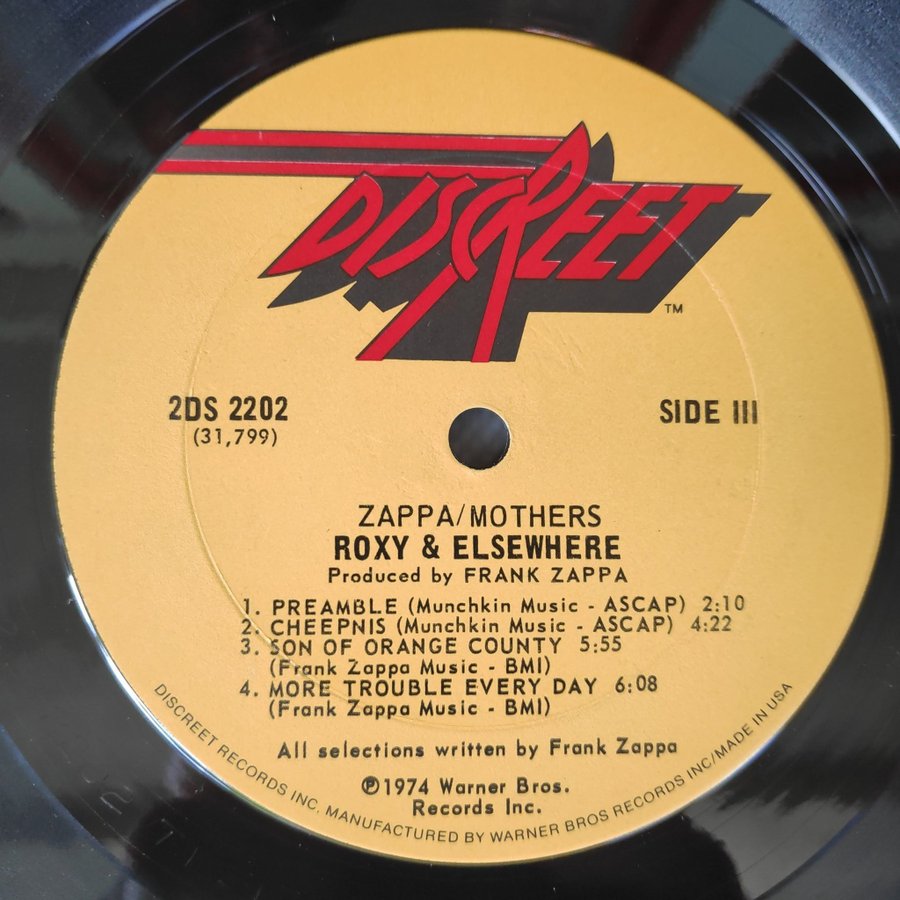 DISCREET
TM
2DS 2202
(31,799)
SIDE III
ZAPPA/MOTHERS
ROXY & ELSEWHERE
Produced by FRANK ZAPPA
1. PREAMBLE (Munchkin Music - ASCAP) 2:10
2. CHEEPNIS (Munchkin Music - ASCAP) 4:22
3. SON OF ORANGE COUNTY 5:55
(Frank Zappa Music - BMI)
4. MORE TROUBLE EVERY DAY 6:08
(Frank Zappa Music - BMI)
All selections written by Frank Zappa
℗1974 Warner Bros.
Records Inc.
DISCREET RECORDS INC. MANUFACTURED BY WARNER BROS RECORDS INC/MADE IN USA